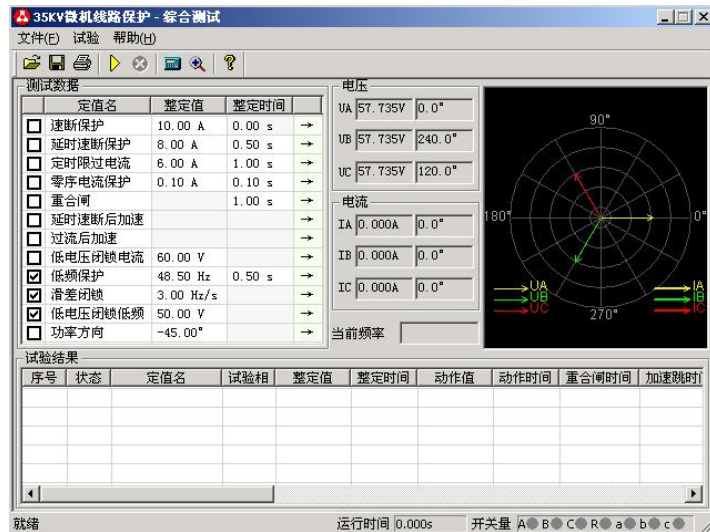 35KV微机线路保护 - 综合测试
文件(F) 试验 帮助(H)
测试数据
定值名 整定值 整定时间
速断保护 10.00 A 0.00 s →
延时速断保护 8.00 A 0.50 s →
定时限过电流 6.00 A 1.00 s →
零序电流保护 0.10 A 0.10 s →
重合闸 1.00 s →
延时速断后加速 →
过流后加速 →
低电压闭锁电流 60.00 V →
低频保护 48.50 Hz 0.50 s →
滑差闭锁 3.00 Hz/s →
低电压闭锁低频 50.00 V →
功率方向 -45.00° →
电压
UA 57.735V 0.0°
UB 57.735V 240.0°
UC 57.735V 120.0°
电流
IA 0.000A 0.0°
IB 0.000A 0.0°
IC 0.000A 0.0°
当前频率
90°
180° 0°
270°
UA IA
UB IB
UC IC
试验结果
序号 状态 定值名 试验相 整定值 整定时间 动作值 动作时间 重合闸时间 加速跳时
就绪 运行时间 0.000s 开关量 A B C R a b c